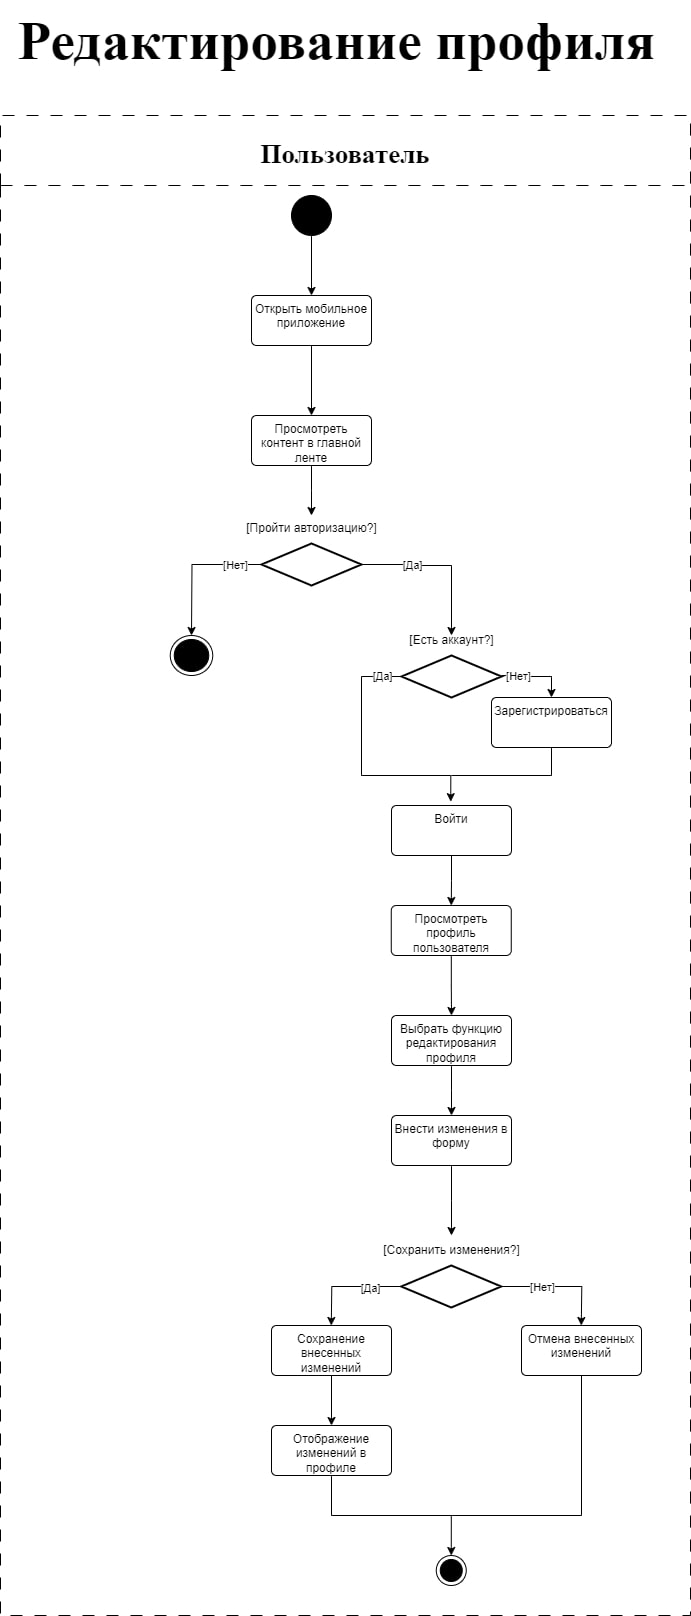 Редактирование профиля
Пользователь
Открыть мобильное
приложение
Просмотреть
контент в главной
ленте
[Пройти авторизацию?]
[Нет]
[Да]
[Есть аккаунт?]
[Да]
[Нет]
Зарегистрироваться
Войти
Просмотреть
профиль
пользователя
Выбрать функцию
редактирования
профиля
Внести изменения в
форму
[Сохранить изменения?]
[Да]
[Нет]
Сохранение
внесенных
изменений
Отмена внесенных
изменений
Отображение
изменений в
профиле